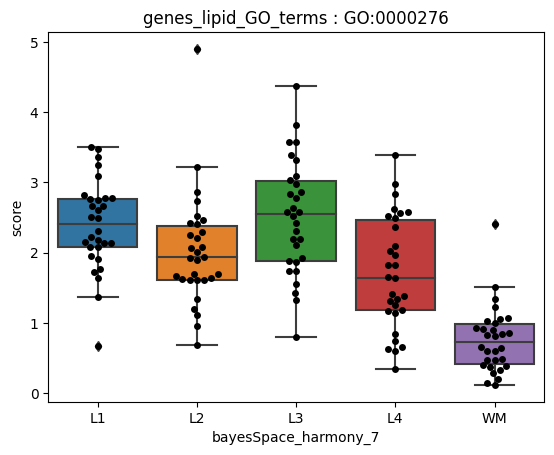 genes_lipid_GO_terms : GO:0000276
5
4
3
2
1
0
score
L1 L2 L3 L4 WM
bayesSpace_harmony_7